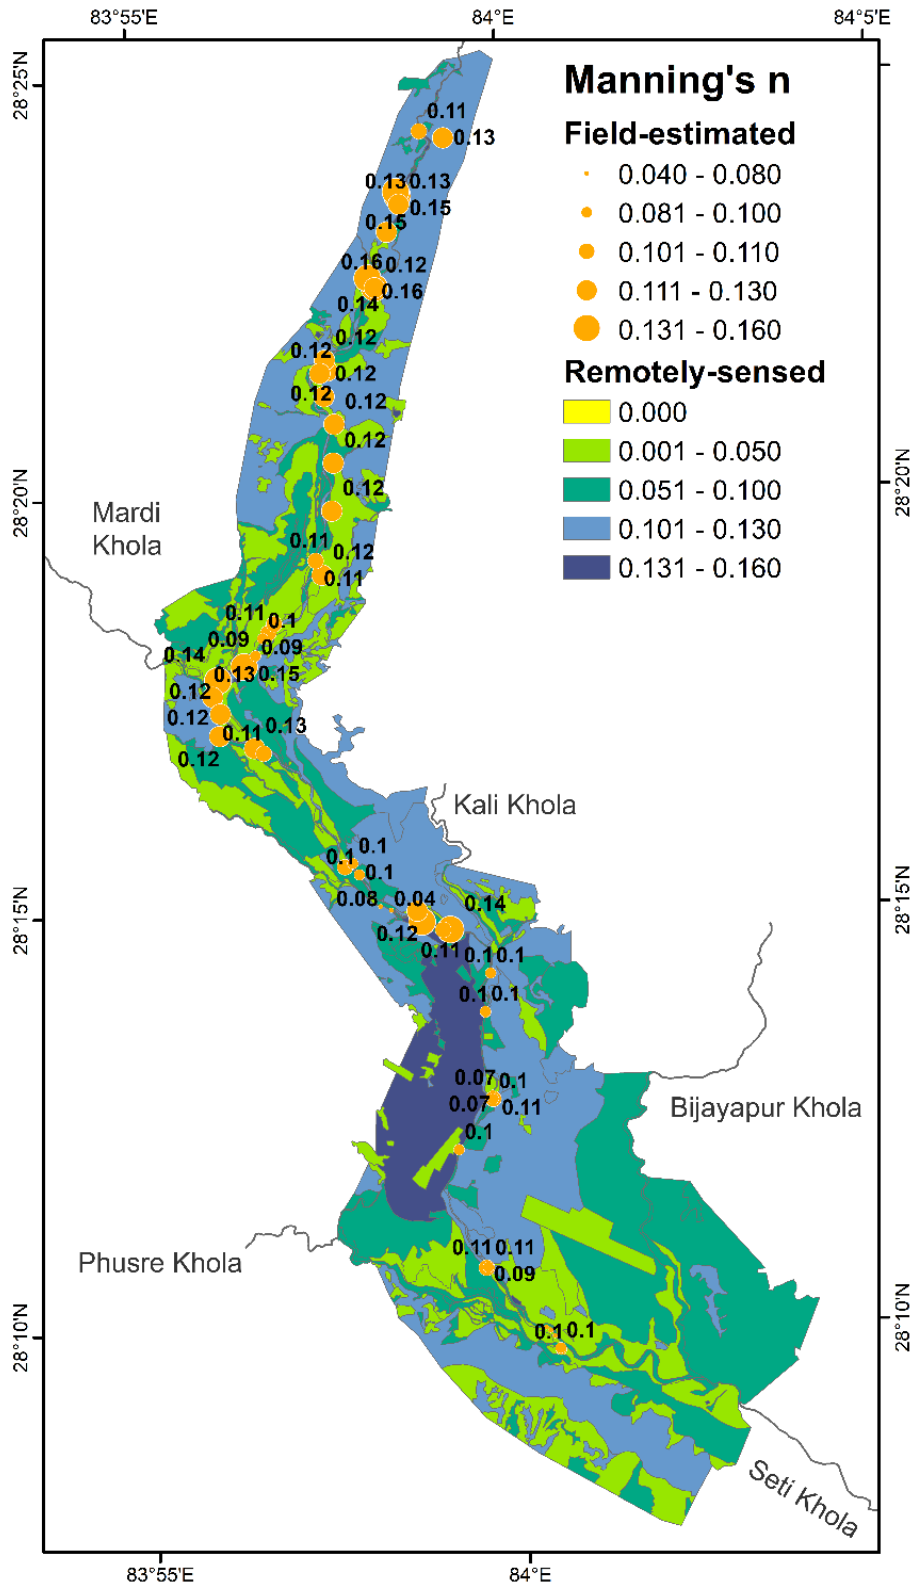 83°55'E 84°E 84°5'E
28°25'N
Manning's n
Field-estimated
0.040 - 0.080
0.081 - 0.100
0.101 - 0.110
0.111 - 0.130
0.131 - 0.160
Remotely-sensed
0.000
0.001 - 0.050
0.051 - 0.100
0.101 - 0.130
0.131 - 0.160
0.11
0.13
0.13 0.13
0.15
0.15
0.16 0.12
0.16
0.14
0.12
0.12
0.12
0.12
0.12
0.12
28°20'N
28°20'N
0.12
Mardi
Khola
0.11
0.12
0.11
0.11
0.1
0.09
0.09
0.14
0.13 0.15
0.12
0.12
0.13
0.11
0.12
Kali Khola
0.1
0.1
0.1
0.08 0.04
0.14
28°15'N
28°15'N
0.12
0.11
0.1 0.1
0.1 0.1
0.07
0.1
0.07
0.11
Bijayapur Khola
0.1
Phusre Khola
0.11 0.11
0.09
28°10'N
28°10'N
0.1 0.1
Seti Khola
83°55'E 84°E